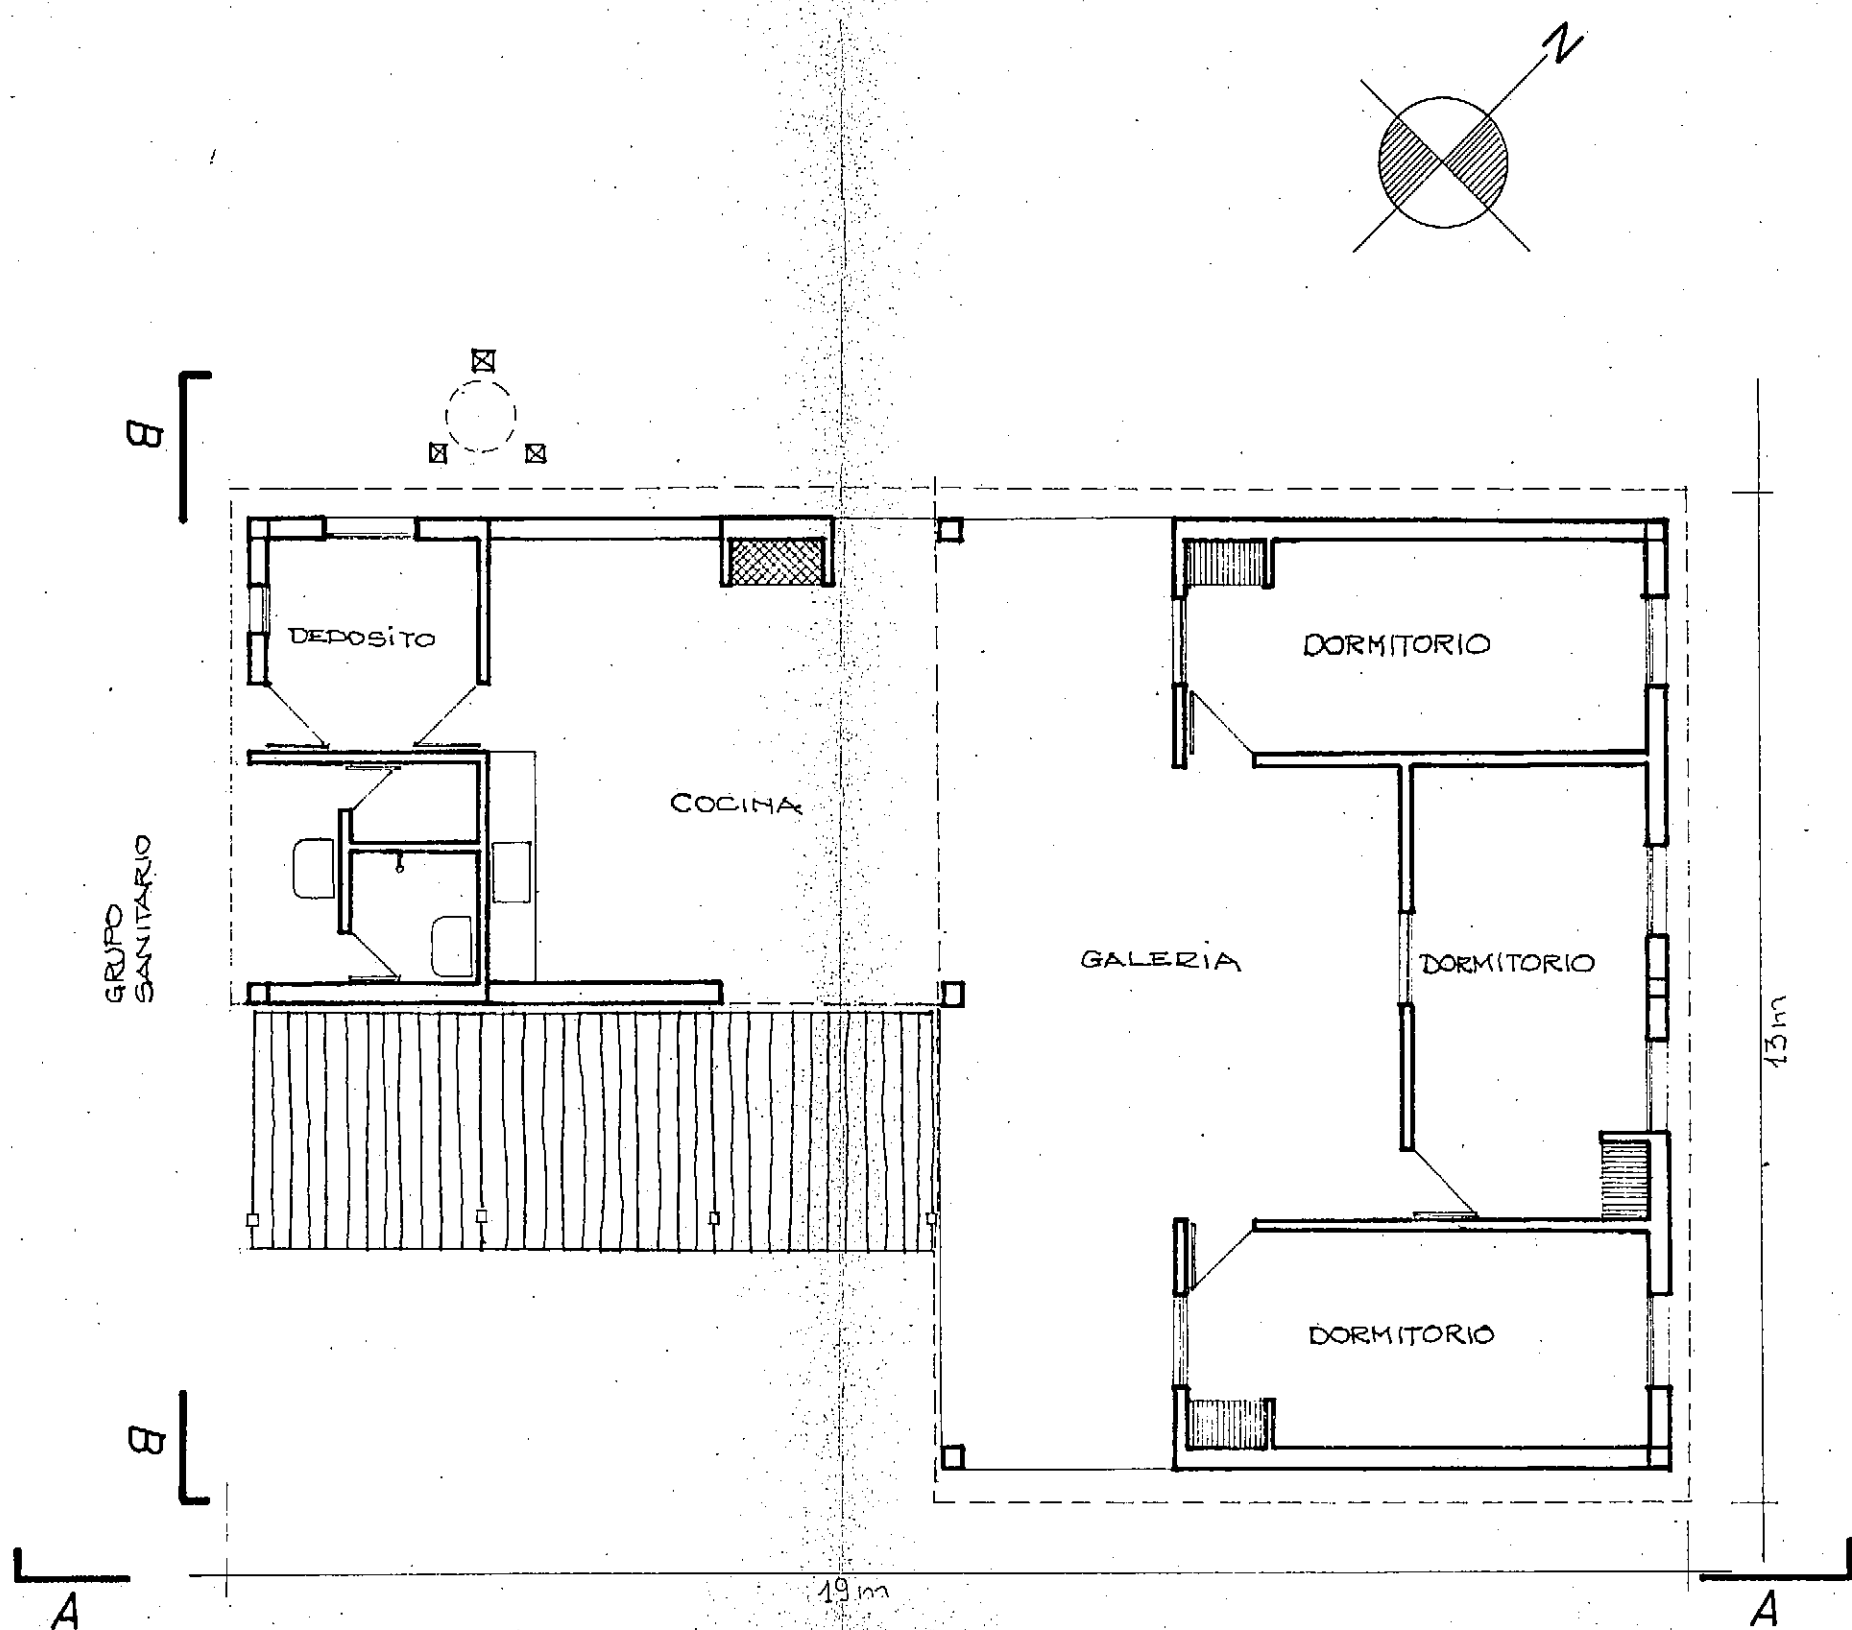 N
B
DEPOSITO
DORMITORIO
COCINA
GRUPO
SANITARIO
GALERIA
DORMITORIO
13m
DORMITORIO
B
19m
A
A